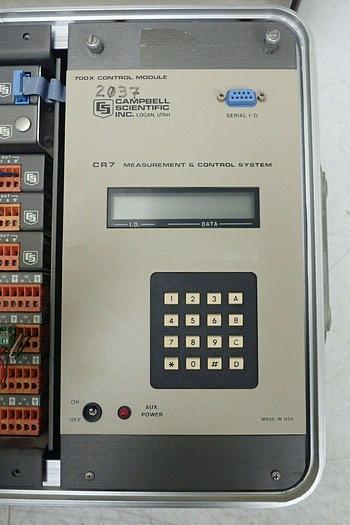 700X CONTROL MODULE
2037
CAMPBELL
SCIENTIFIC
INC. LOGAN, UTAH
SERIAL I/O
CR7 MEASUREMENT & CONTROL SYSTEM
I.D. DATA
1 2 3 A
4 5 6 B
7 8 9 C
* 0 # D
ON
OFF
AUX.
POWER
MADE IN USA